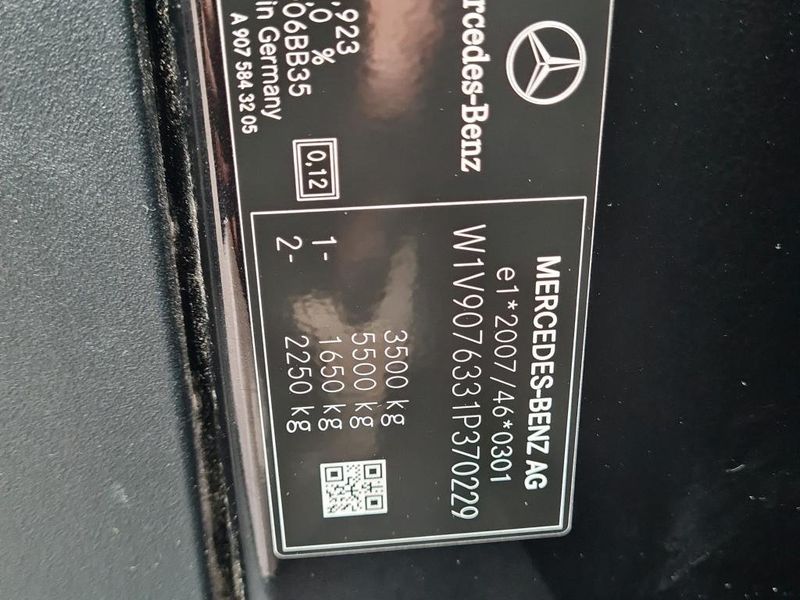 Mercedes-Benz
,923
,0 %
06BB35
in Germany
A 907 584 32 05
0,12
MERCEDES-BENZ AG
e1*2007/46*0301
W1V9076331P370229
3500 kg
5500 kg
1- 1650 kg
2- 2250 kg